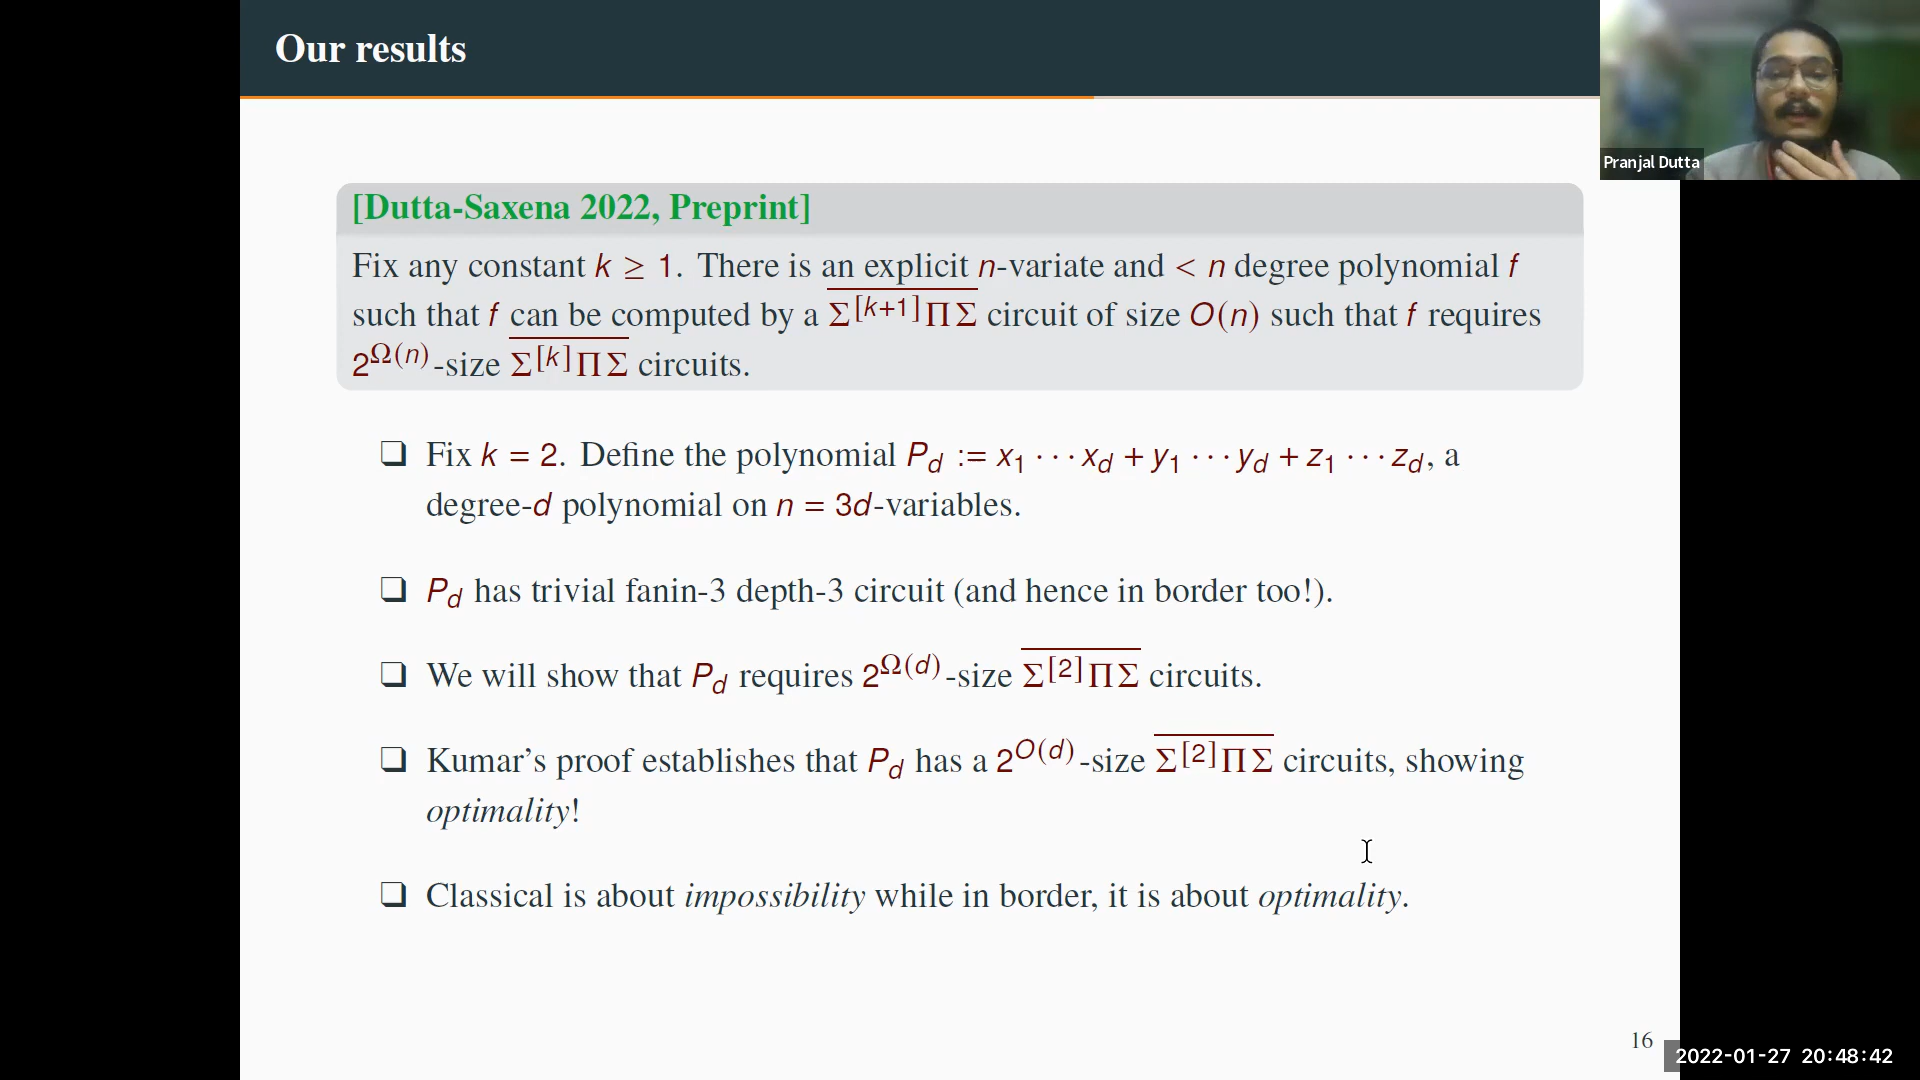 Our results
Pranjal Dutta
[Dutta-Saxena 2022, Preprint]
Fix any constant k ≥ 1. There is an explicit n-variate and < n degree polynomial f
such that f can be computed by a \overline{Σ^{[k+1]}ΠΣ} circuit of size O(n) such that f requires
2^{Ω(n)}-size \overline{Σ^{[k]}ΠΣ} circuits.
❑ Fix k = 2. Define the polynomial P_d := x_1 ⋯ x_d + y_1 ⋯ y_d + z_1 ⋯ z_d, a
degree-d polynomial on n = 3d-variables.
❑ P_d has trivial fanin-3 depth-3 circuit (and hence in border too!).
❑ We will show that P_d requires 2^{Ω(d)}-size \overline{Σ^{[2]}ΠΣ} circuits.
❑ Kumar’s proof establishes that P_d has a 2^{O(d)}-size \overline{Σ^{[2]}ΠΣ} circuits, showing
optimality!
❑ Classical is about impossibility while in border, it is about optimality.
16
2022-01-27 20:48:42